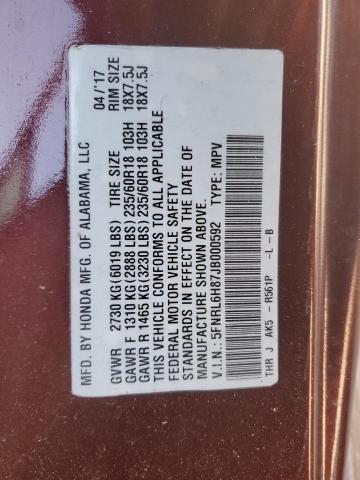 MFD. BY HONDA MFG. OF ALABAMA, LLC 04/'17
GVWR 2730 KG (6019 LBS) TIRE SIZE RIM SIZE
GAWR F 1310 KG (2888 LBS) 235/60R18 103H 18X7.5J
GAWR R 1465 KG (3230 LBS) 235/60R18 103H 18X7.5J
THIS VEHICLE CONFORMS TO ALL APPLICABLE
FEDERAL MOTOR VEHICLE SAFETY
STANDARDS IN EFFECT ON THE DATE OF
MANUFACTURE SHOWN ABOVE.
V.I.N.: 5FNRL6H87JB000592 TYPE: MPV
THR J AK5 - R561P -L -B